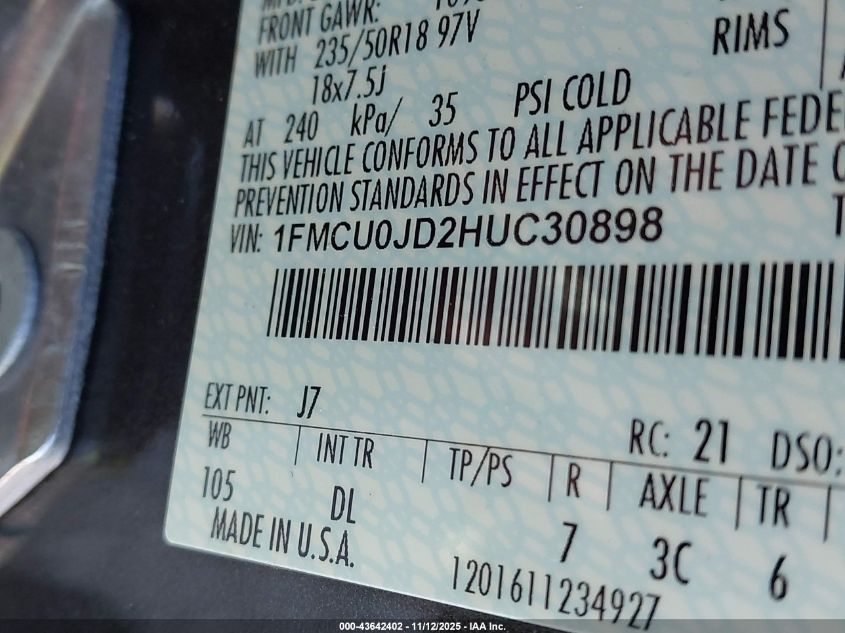 FRONT GAWR:
WITH 235/50R18 97V RIMS
18x7.5J
AT 240 kPa/ 35 PSI COLD
THIS VEHICLE CONFORMS TO ALL APPLICABLE FEDE
PREVENTION STANDARDS IN EFFECT ON THE DATE O
VIN: 1FMCU0JD2HUC30898
EXT PNT: J7 RC: 21 DSO:
WB INT TR TP/PS R AXLE TR
105 DL 7 3C 6
MADE IN U.S.A. 1201611234927
000-43642402 - 11/12/2025 - IAA Inc.